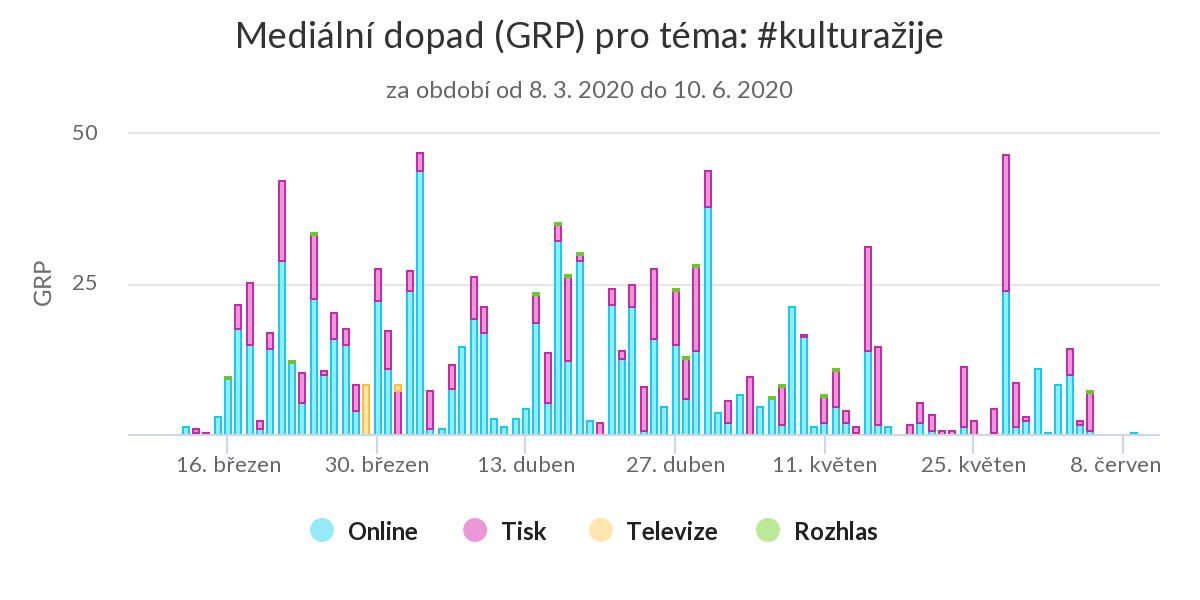 Mediální dopad (GRP) pro téma: #kulturažije
za období od 8. 3. 2020 do 10. 6. 2020
50
25
GRP
16. březen 30. březen 13. duben 27. duben 11. květen 25. květen 8. červen
Online Tisk Televize Rozhlas